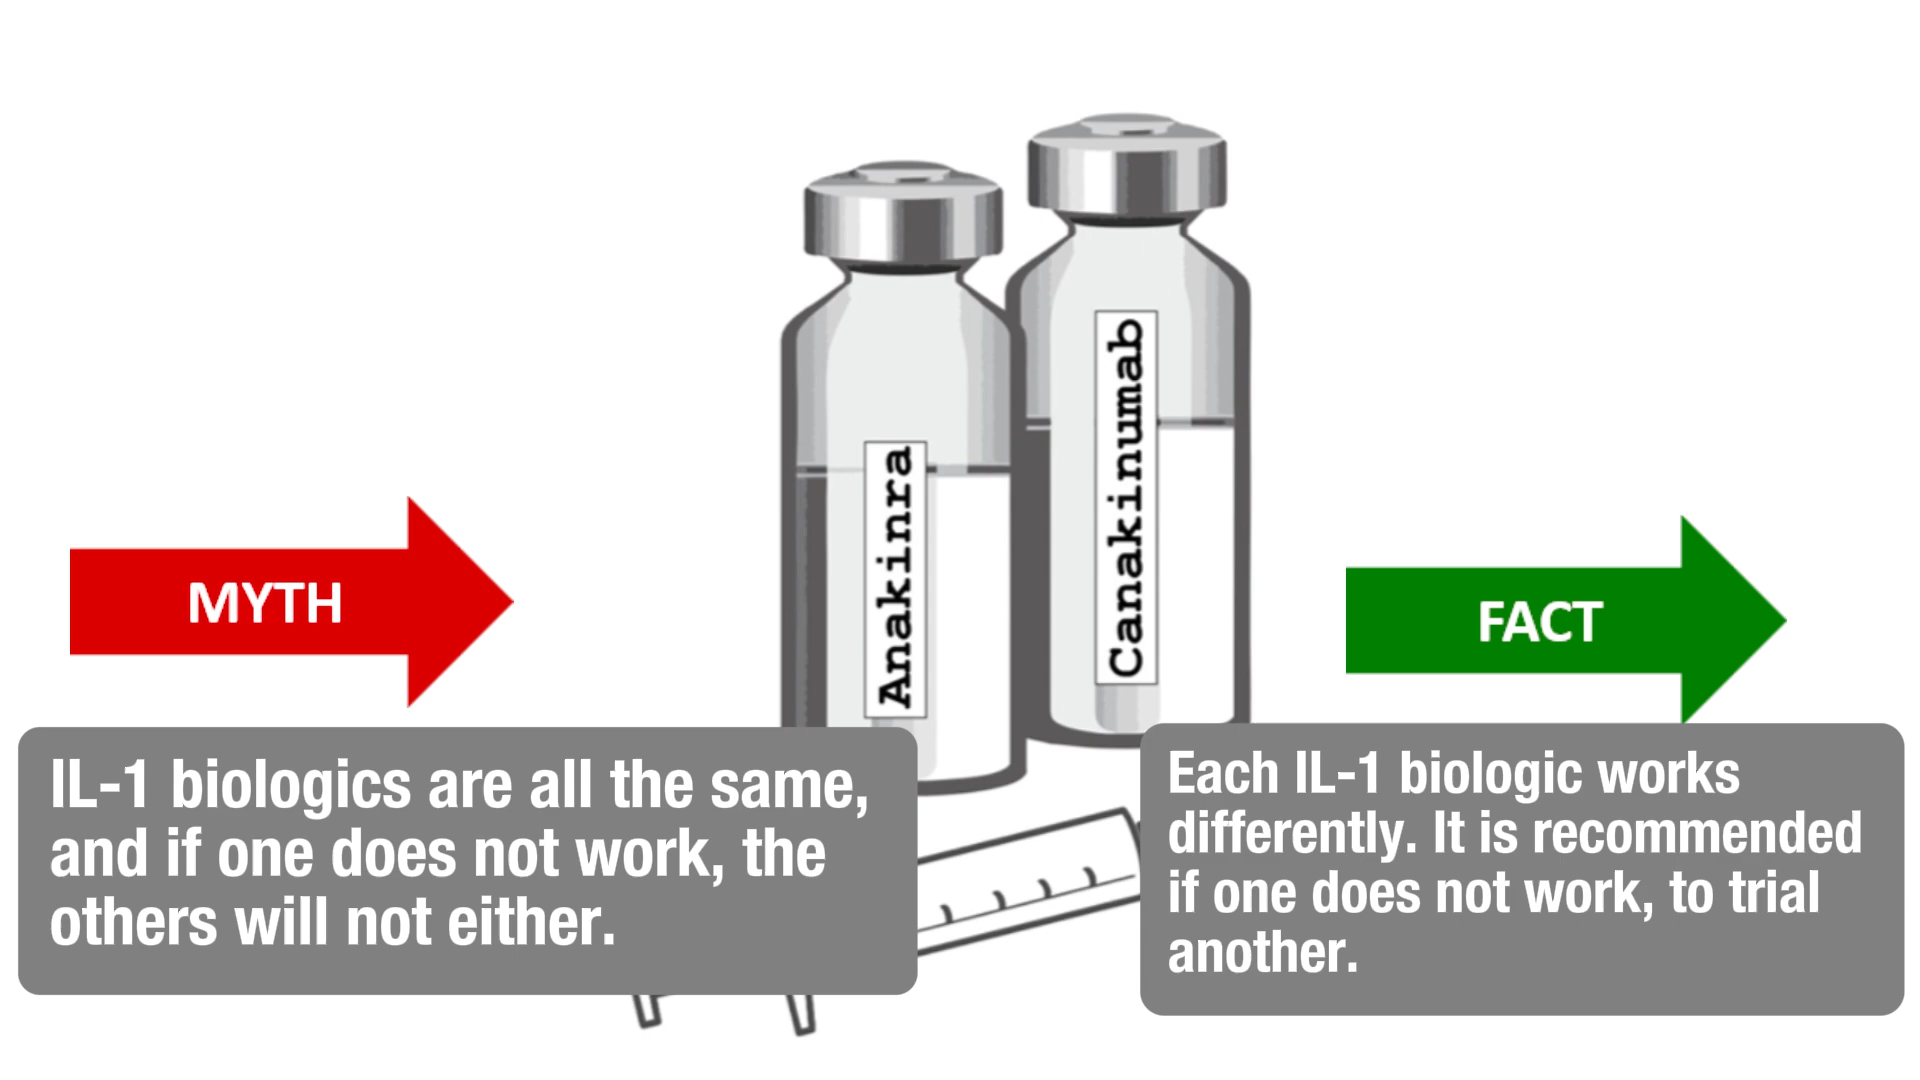 MYTH
IL-1 biologics are all the same,
and if one does not work, the
others will not either.
Anakinra
Canakinumab
FACT
Each IL-1 biologic works
differently. It is recommended
if one does not work, to trial
another.